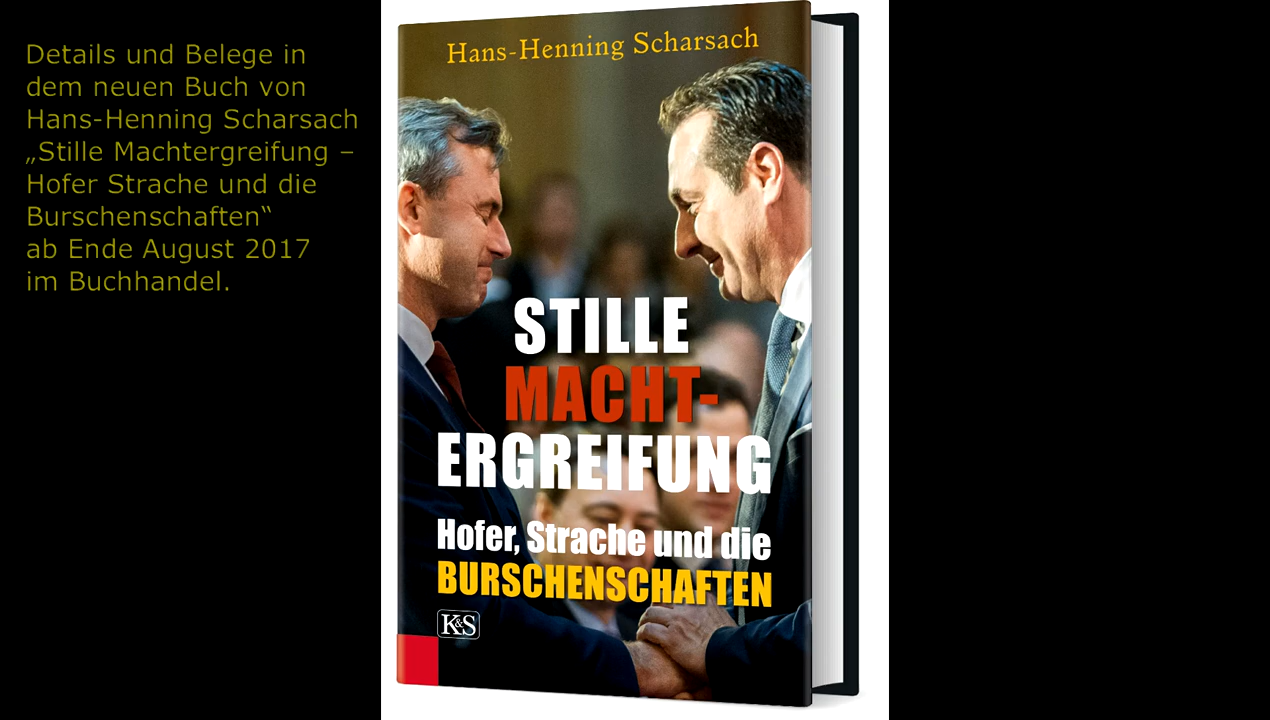 Details und Belege in
dem neuen Buch von
Hans-Henning Scharsach
„Stille Machtergreifung –
Hofer Strache und die
Burschenschaften“
ab Ende August 2017
im Buchhandel.
Hans-Henning Scharsach
STILLE
MACHT-
ERGREIFUNG
Hofer, Strache und die
BURSCHENSCHAFTEN
K&S